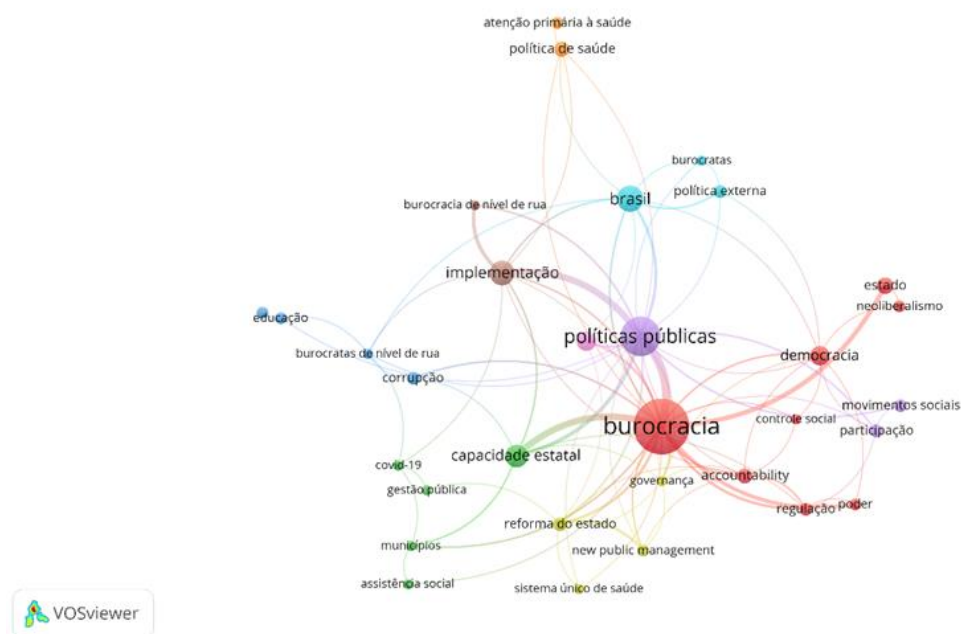 atenção primária à saúde
política de saúde
burocratas
política externa
brasil
burocracia de nível de rua
implementação
estado
neoliberalismo
educação
políticas públicas
burocratas de nível de rua
democracia
corrupção
movimentos sociais
controle social
burocracia
participação
capacidade estatal
covid-19
accountability
governança
gestão pública
regulação
poder
reforma do estado
municípios
new public management
assistência social
sistema único de saúde
VOSviewer